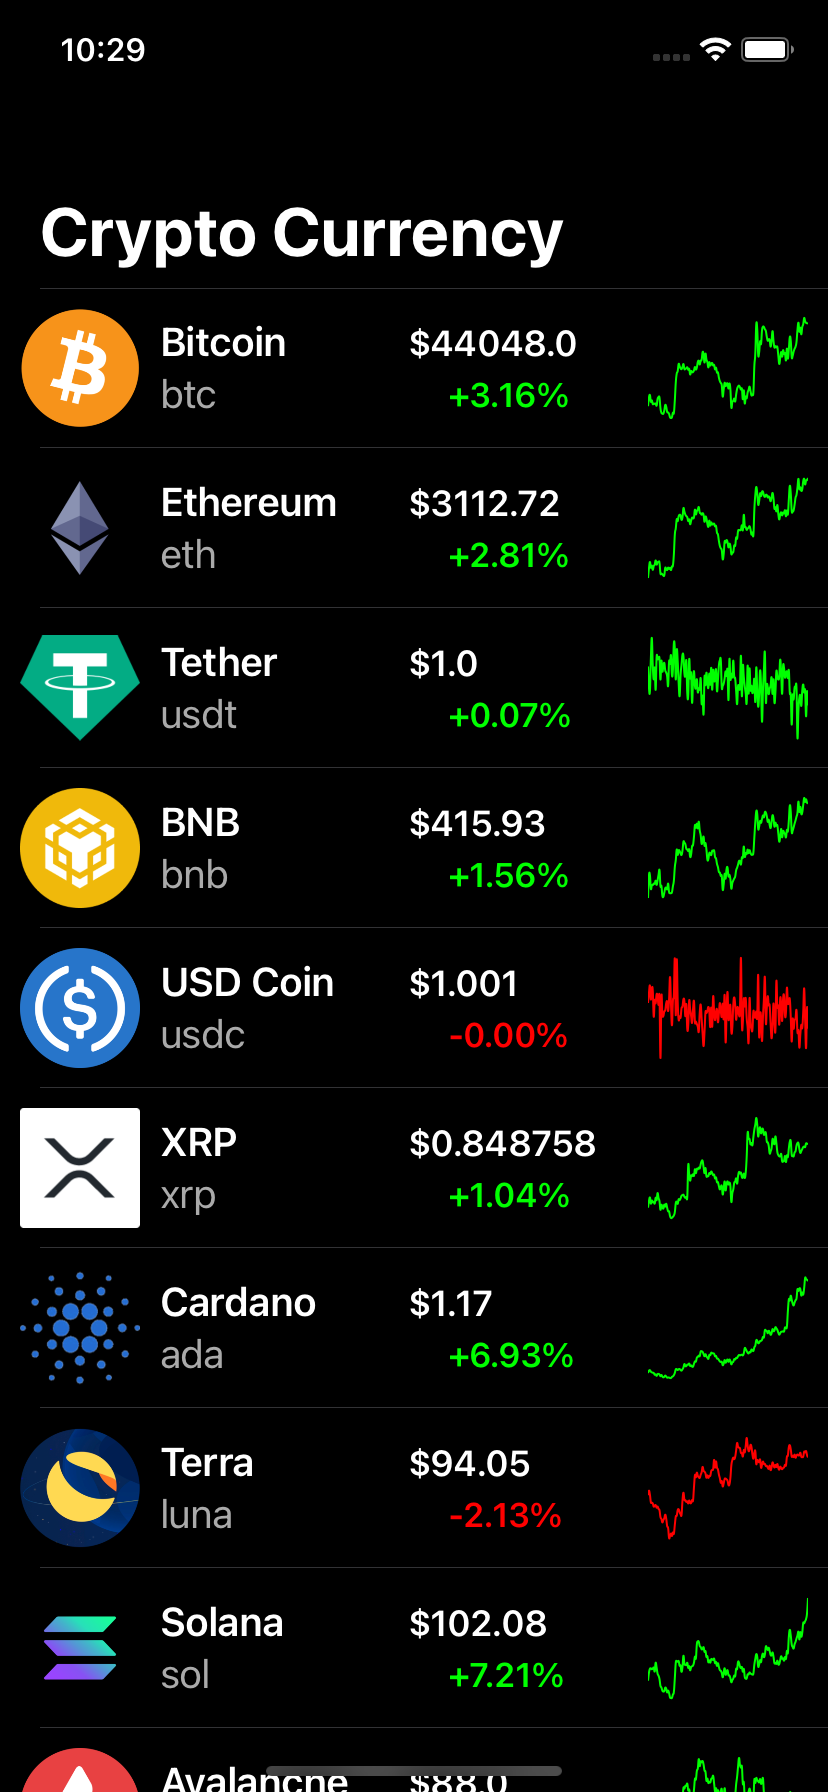 10:29
Crypto Currency
Bitcoin $44048.0
btc +3.16%
Ethereum $3112.72
eth +2.81%
Tether $1.0
usdt +0.07%
BNB $415.93
bnb +1.56%
USD Coin $1.001
usdc -0.00%
XRP $0.848758
xrp +1.04%
Cardano $1.17
ada +6.93%
Terra $94.05
luna -2.13%
Solana $102.08
sol +7.21%
Avalanche $88.0